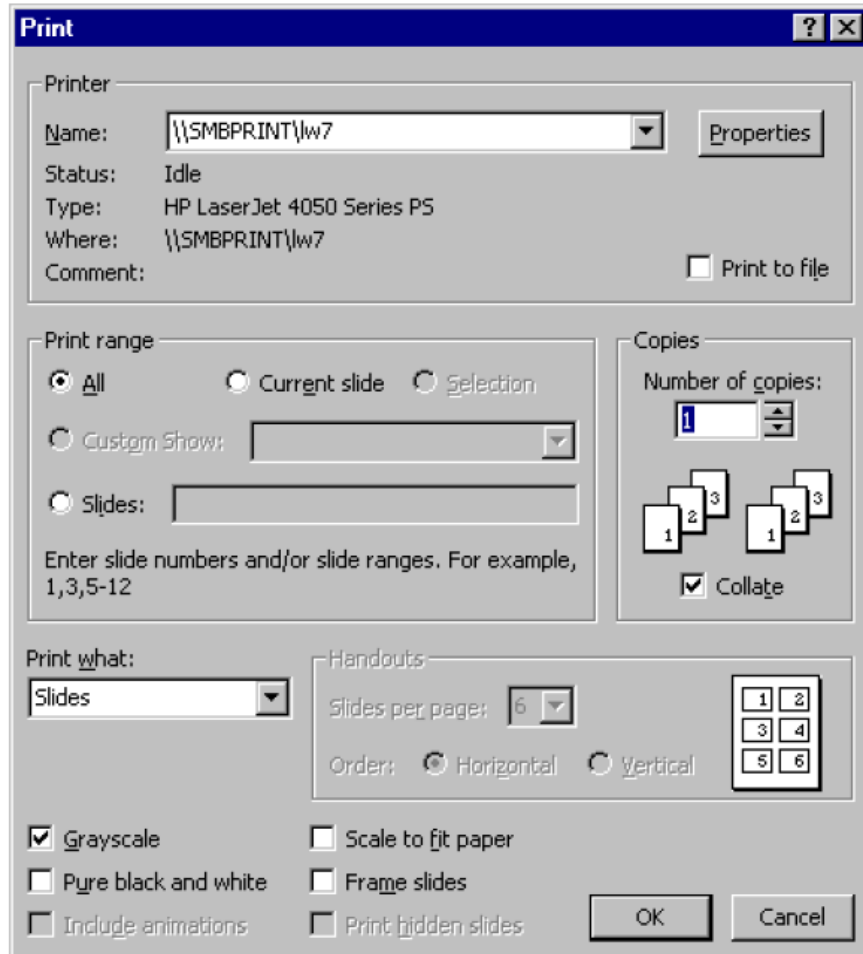 Print
Printer
Name: \\SMBPRINT\lw7 Properties
Status: Idle
Type: HP LaserJet 4050 Series PS
Where: \\SMBPRINT\lw7
Comment: Print to file
Print range
All Current slide Selection
Custom Show:
Slides:
Enter slide numbers and/or slide ranges. For example,
1,3,5-12
Copies
Number of copies:
1
3 3
2 2
1 1
Collate
Print what:
Slides
Handouts
Slides per page: 6
Order: Horizontal Vertical
1 2
3 4
5 6
Grayscale Scale to fit paper
Pure black and white Frame slides
Include animations Print hidden slides
OK Cancel